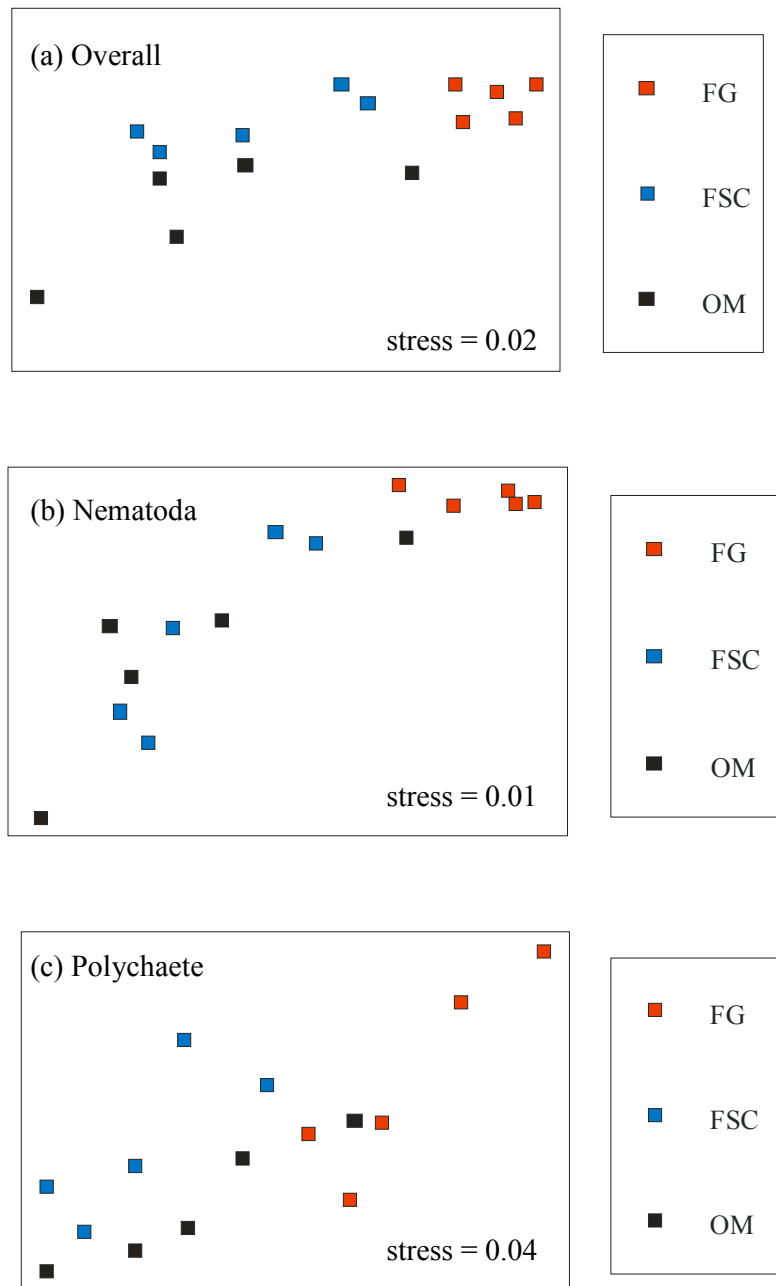 (a) Overall
FG
FSC
OM
stress = 0.02
(b) Nematoda
FG
FSC
OM
stress = 0.01
(c) Polychaete
FG
FSC
OM
stress = 0.04